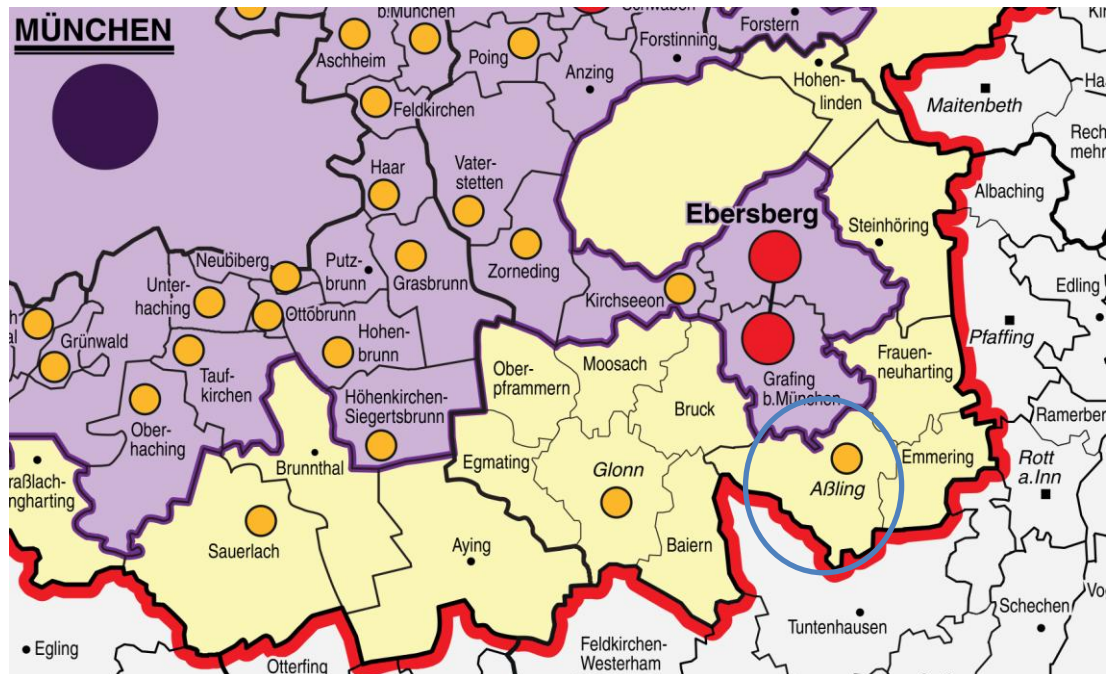 MÜNCHEN
b.München
Aschheim
Feldkirchen
Poing
Schwaben
Forstinning
Forstern
Anzing
Hohen-
linden
Maitenbeth
Haar
Vater-
stetten
Ebersberg
Steinhöring
Albaching
Neubiberg
Putz-
brunn
Grasbrunn
Zorneding
Kirchseeon
Edling
Unter-
haching
Ottobrunn
Hohen-
brunn
Grünwald
Tauf-
kirchen
Pfaffing
Ober-
pframmern
Moosach
Grafing
b.München
Frauen-
neuharting
Höhenkirchen-
Siegertsbrunn
Ober-
haching
Bruck
Brunnthal
Egmating
Glonn
Aßling
Emmering
Rott
a.Inn
Sauerlach
Aying
Baiern
Schechen
Tuntenhausen
Egling
Otterfing
Feldkirchen-
Westerham